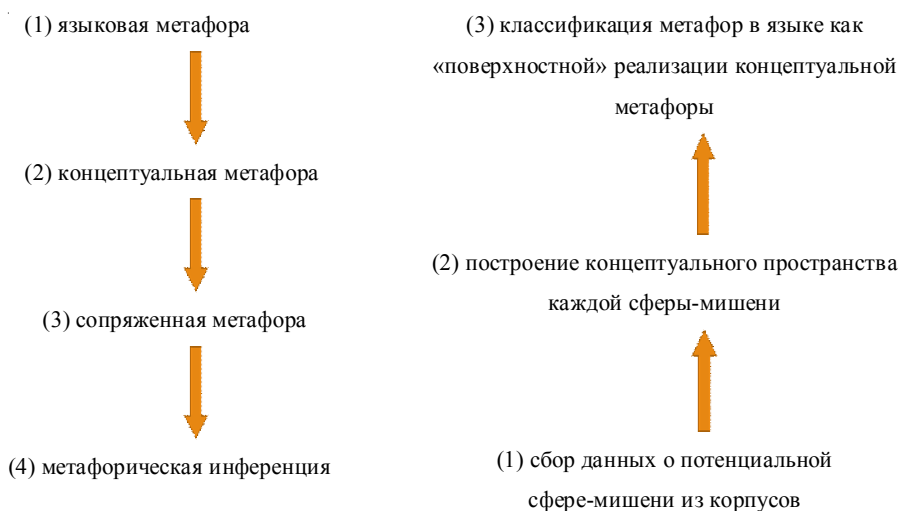 (1) языковая метафора
(2) концептуальная метафора
(3) сопряженная метафора
(4) метафорическая инференция
(3) классификация метафор в языке как
«поверхностной» реализации концептуальной
метафоры
(2) построение концептуального пространства
каждой сферы-мишени
(1) сбор данных о потенциальной
сфере-мишени из корпусов